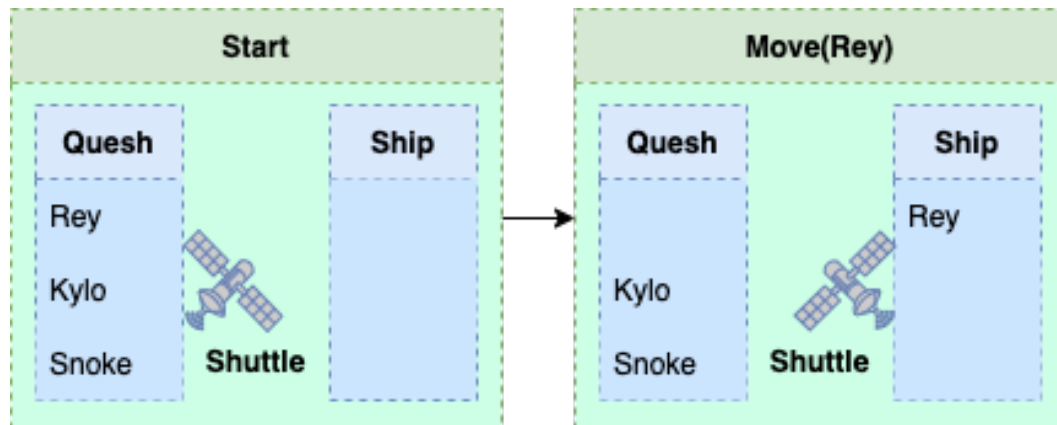 Start
Quesh
Ship
Rey
Kylo
Snoke
Shuttle
Move(Rey)
Quesh
Ship
Rey
Kylo
Snoke
Shuttle